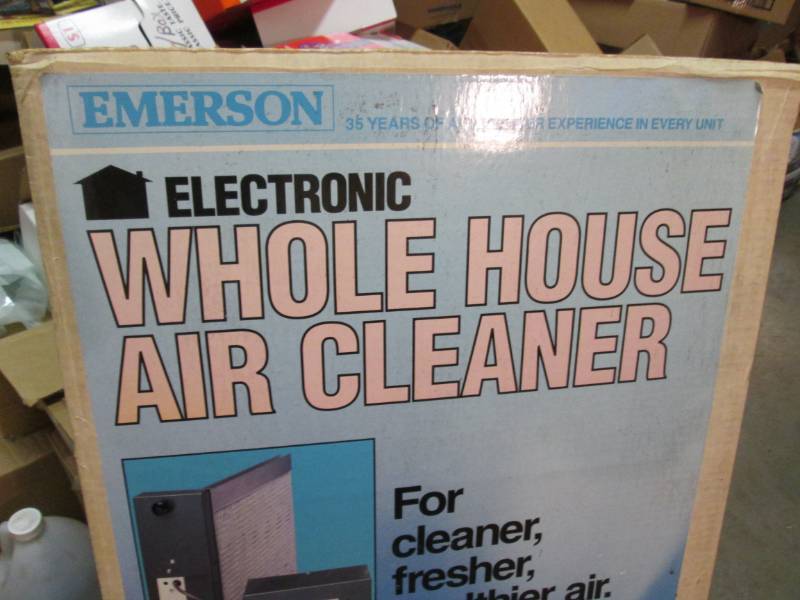 EMERSON
35 YEARS OF EXPERIENCE IN EVERY UNIT
ELECTRONIC
WHOLE HOUSE
AIR CLEANER
For
cleaner,
fresher,
air.